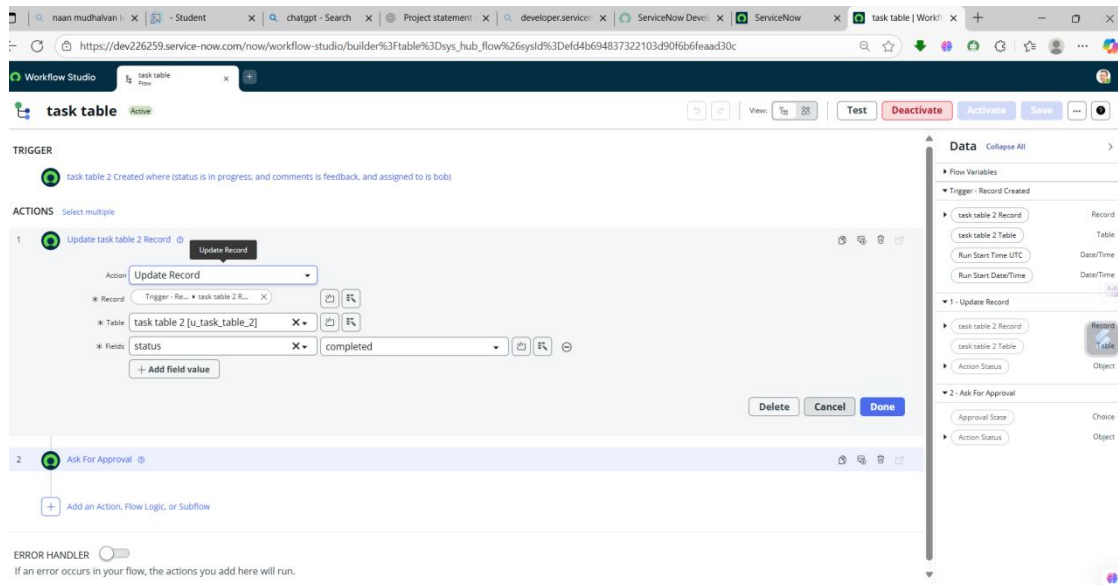 naan mudhalvan
- Student
chatgpt - Search
Project statement
developer.service
ServiceNow Devel
ServiceNow
task table | Workfl
https://dev226259.service-now.com/now/workflow-studio/builder%3Ftable%3Dsys_hub_flow%26sysId%3Defd4b694837322103d90f6b6feaad30c
Workflow Studio
task table
Flow
task table Active
View:
Test
Deactivate
Activate
Save
TRIGGER
task table 2 Created where (status is in progress, and comments is feedback, and assigned to is bob)
ACTIONS Select multiple
1 Update task table 2 Record
Update Record
Action Update Record
* Record Trigger - Re... ▸ task table 2 R... X
* Table task table 2 [u_task_table_2]
* Fields status completed
+ Add field value
Delete Cancel Done
2 Ask For Approval
Add an Action, Flow Logic, or Subflow
ERROR HANDLER
If an error occurs in your flow, the actions you add here will run.
Data Collapse All
Flow Variables
Trigger - Record Created
task table 2 Record Record
task table 2 Table Table
Run Start Time UTC Date/Time
Run Start Date/Time Date/Time
1 - Update Record
task table 2 Record Record
task table 2 Table Table
Action Status Object
2 - Ask For Approval
Approval State Choice
Action Status Object